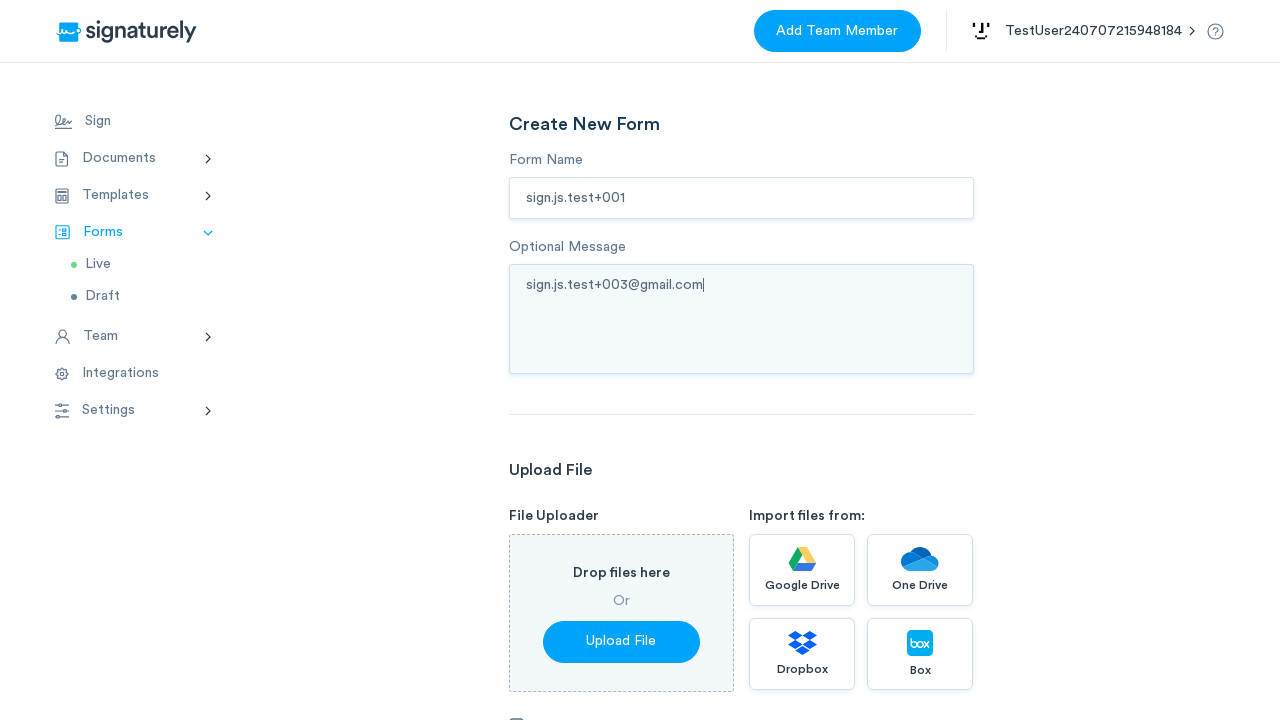 signaturely
Add Team Member
TestUser240707215948184
Sign
Documents
Templates
Forms
Live
Draft
Team
Integrations
Settings
Create New Form
Form Name
sign.js.test+001
Optional Message
sign.js.test+003@gmail.com
Upload File
File Uploader
Drop files here
Or
Upload File
Import files from:
Google Drive
One Drive
Dropbox
box
Box